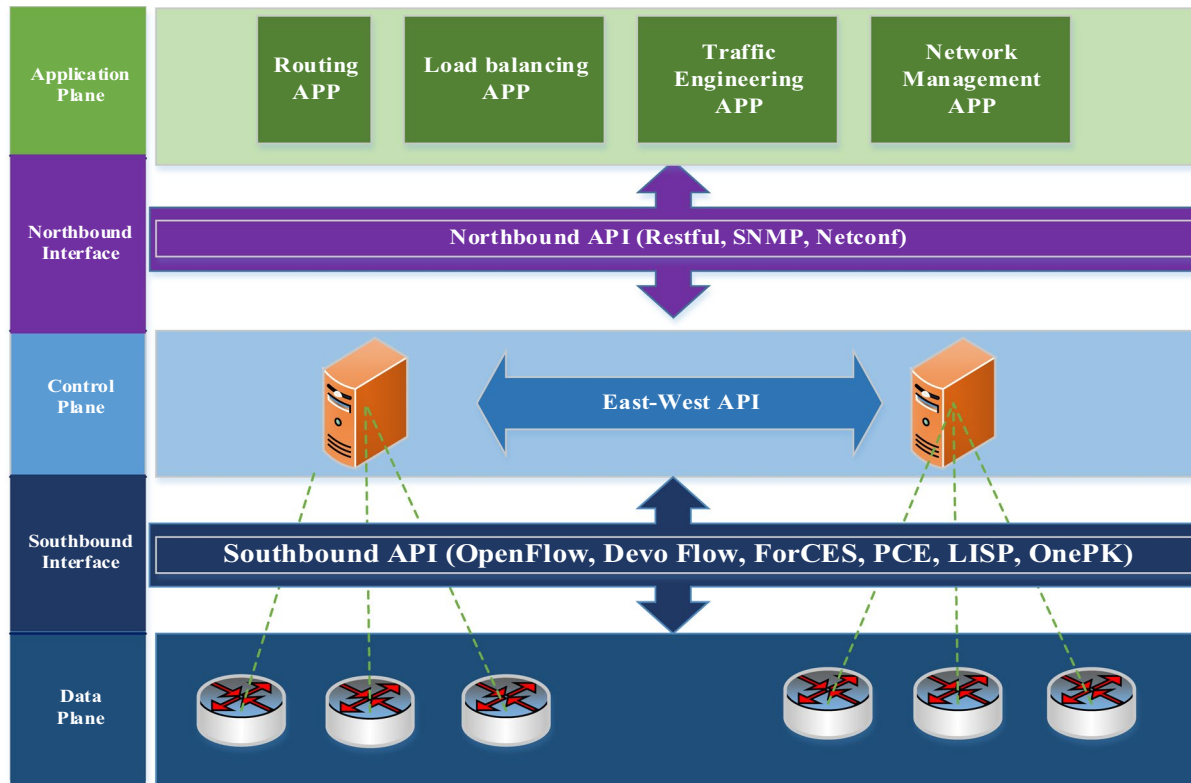 Application
Plane
Routing
APP
Load balancing
APP
Traffic
Engineering
APP
Network
Management
APP
Northbound
Interface
Northbound API (Restful, SNMP, Netconf)
Control
Plane
East-West API
Southbound
Interface
Southbound API (OpenFlow, Devo Flow, ForCES, PCE, LISP, OnePK)
Data
Plane